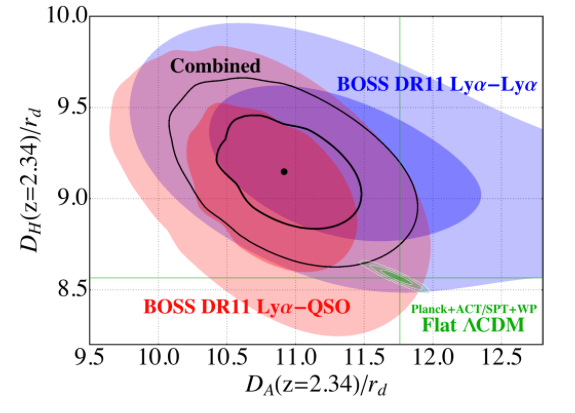 10.0
9.5
9.0
8.5
D_H(z=2.34)/r_d
Combined
BOSS DR11 Lyα−Lyα
BOSS DR11 Lyα−QSO
Planck+ACT/SPT+WP
Flat ΛCDM
9.5 10.0 10.5 11.0 11.5 12.0 12.5
D_A(z=2.34)/r_d